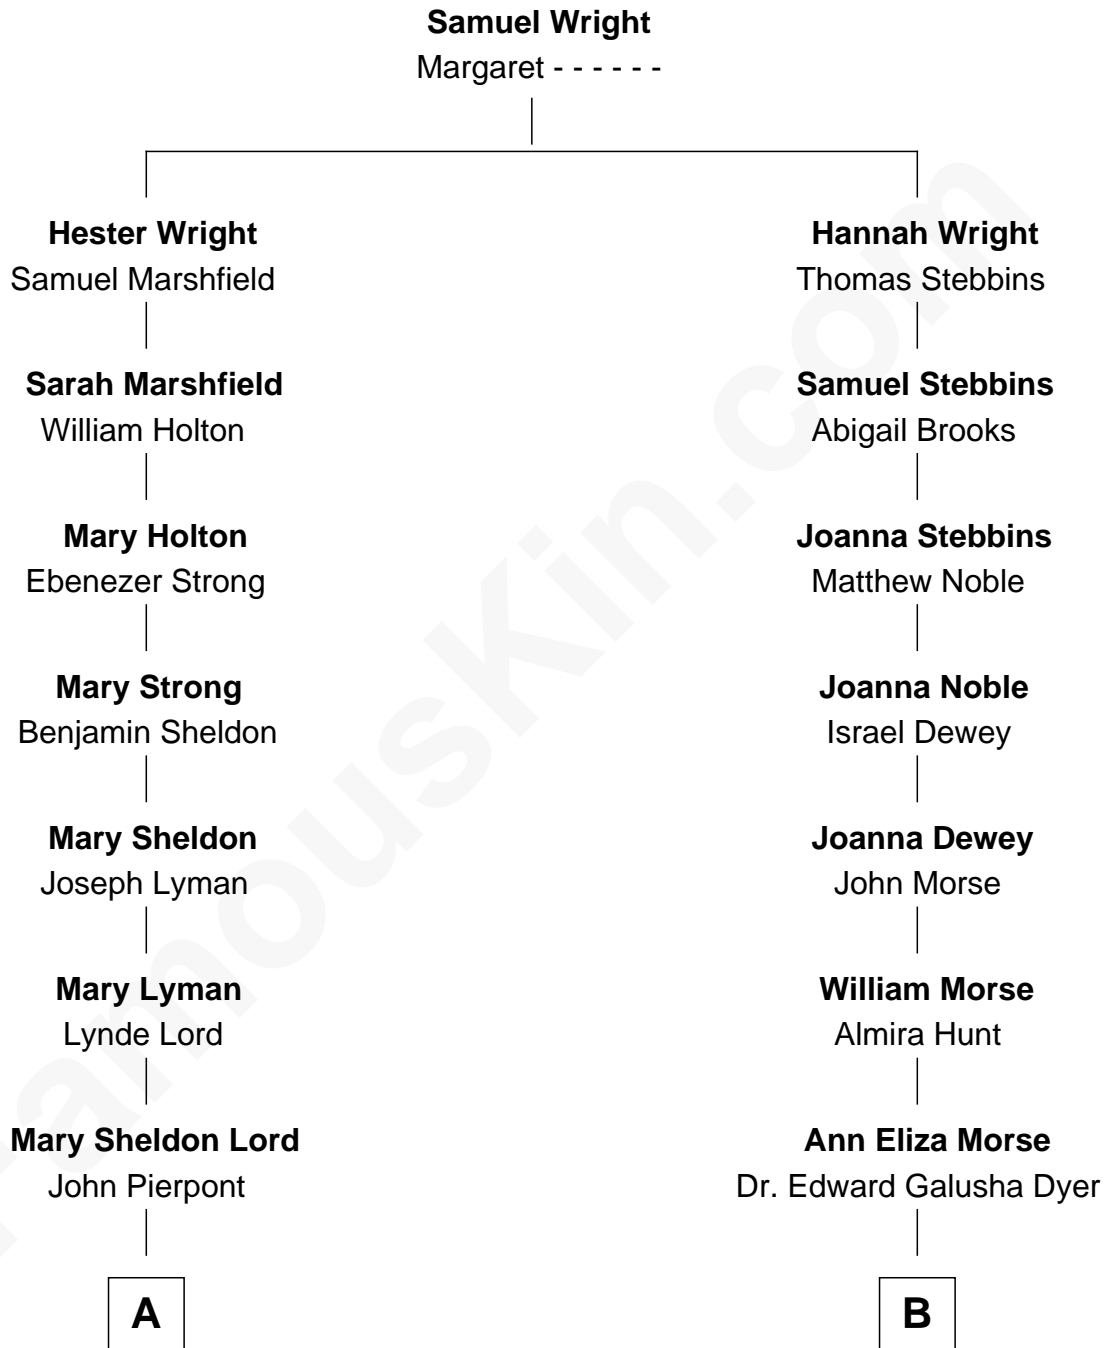 Samuel Wright
Margaret - - - - - -
Hester Wright
Samuel Marshfield
Hannah Wright
Thomas Stebbins
Sarah Marshfield
William Holton
Samuel Stebbins
Abigail Brooks
Mary Holton
Ebenezer Strong
Joanna Stebbins
Matthew Noble
Mary Strong
Benjamin Sheldon
Joanna Noble
Israel Dewey
Mary Sheldon
Joseph Lyman
Joanna Dewey
John Morse
Mary Lyman
Lynde Lord
William Morse
Almira Hunt
Mary Sheldon Lord
John Pierpont
Ann Eliza Morse
Dr. Edward Galusha Dyer
A
B
FamousKin.com